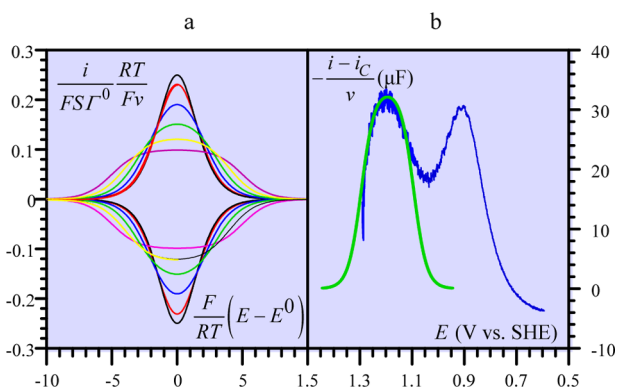 a b
0.3
0.2
0.1
0
-0.1
-0.2
-0.3
i / FSΓ⁰ RT / Fv
F / RT (E – E⁰)
-10 -5 0 5 1.5 1.3 1.1 0.9 0.7 0.5
– i – i_C / v (μF)
E (V vs. SHE)
40
30
20
10
0
-10